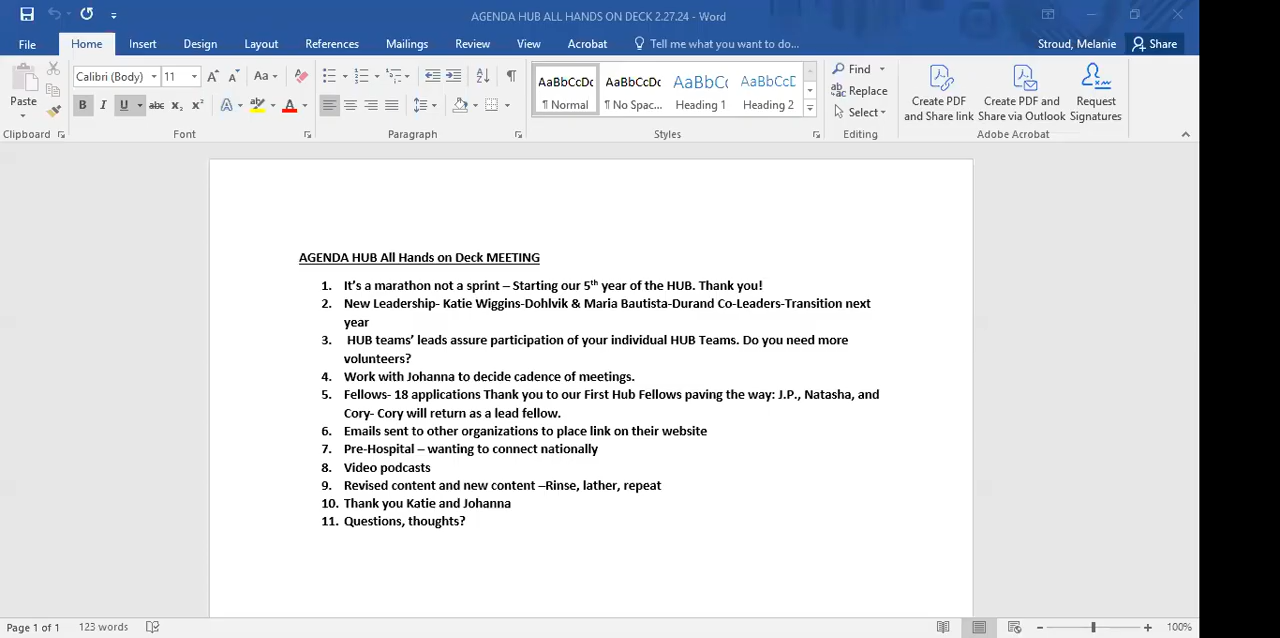 AGENDA HUB ALL HANDS ON DECK 2.27.24 - Word
File Home Insert Design Layout References Mailings Review View Acrobat Tell me what you want to do... Stroud, Melanie Share
Paste
Clipboard
Calibri (Body) 11 A A Aa
B I U abc x₂ x² A A
Font
Paragraph
AaBbCcDc AaBbCcDc AaBbC( AaBbCcD
¶ Normal ¶ No Spac... Heading 1 Heading 2
Styles
Find
Replace
Select
Editing
Create PDF and Share link
Create PDF and Share via Outlook
Request Signatures
Adobe Acrobat
AGENDA HUB All Hands on Deck MEETING
1. It's a marathon not a sprint – Starting our 5th year of the HUB. Thank you!
2. New Leadership- Katie Wiggins-Dohlvik & Maria Bautista-Durand Co-Leaders-Transition next
year
3. HUB teams' leads assure participation of your individual HUB Teams. Do you need more
volunteers?
4. Work with Johanna to decide cadence of meetings.
5. Fellows- 18 applications Thank you to our First Hub Fellows paving the way: J.P., Natasha, and
Cory- Cory will return as a lead fellow.
6. Emails sent to other organizations to place link on their website
7. Pre-Hospital – wanting to connect nationally
8. Video podcasts
9. Revised content and new content –Rinse, lather, repeat
10. Thank you Katie and Johanna
11. Questions, thoughts?
Page 1 of 1 123 words 100%